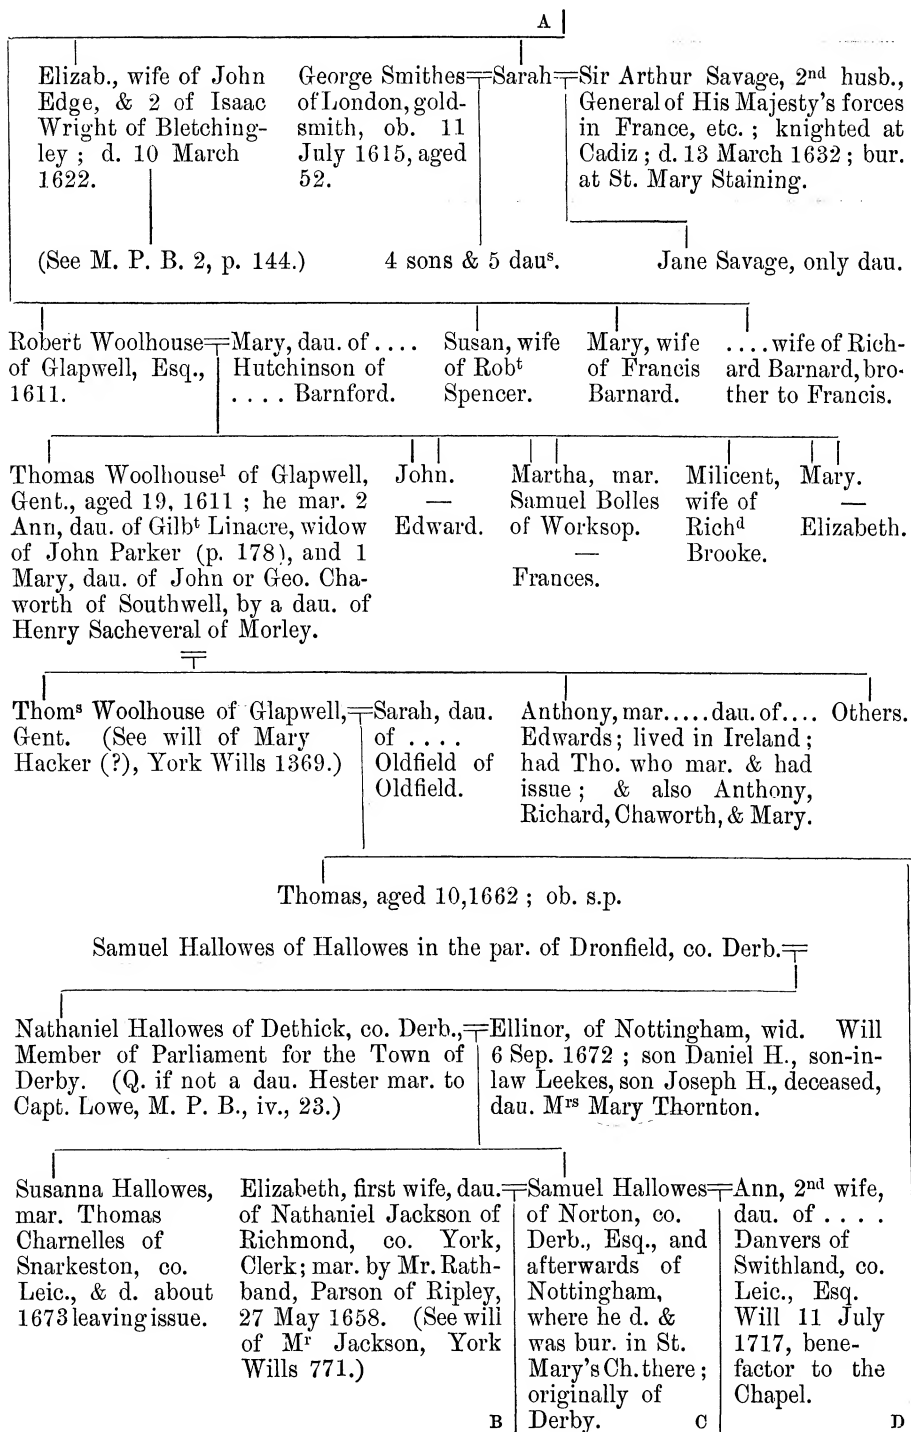 A
Elizab., wife of John
Edge, & 2 of Isaac
Wright of Bletching-
ley ; d. 10 March
1622.
George Smithes
of London, gold-
smith, ob. 11
July 1615, aged
52.
Sarah
Sir Arthur Savage, 2nd husb.,
General of His Majesty's forces
in France, etc. ; knighted at
Cadiz ; d. 13 March 1632 ; bur.
at St. Mary Staining.
(See M. P. B. 2, p. 144.)
4 sons & 5 daus.
Jane Savage, only dau.
Robert Woolhouse
of Glapwell, Esq.,
1611.
Mary, dau. of ....
Hutchinson of
.... Barnford.
Susan, wife
of Robt
Spencer.
Mary, wife
of Francis
Barnard.
.... wife of Rich-
ard Barnard, bro-
ther to Francis.
Thomas Woolhouse1 of Glapwell,
Gent., aged 19, 1611 ; he mar. 2
Ann, dau. of Gilbt Linacre, widow
of John Parker (p. 178), and 1
Mary, dau. of John or Geo. Cha-
worth of Southwell, by a dau. of
Henry Sacheveral of Morley.
John.
—
Edward.
Martha, mar.
Samuel Bolles
of Worksop.
—
Frances.
Milicent,
wife of
Richd
Brooke.
Mary.
—
Elizabeth.
Thoms Woolhouse of Glapwell,
Gent. (See will of Mary
Hacker (?), York Wills 1369.)
Sarah, dau.
of ....
Oldfield of
Oldfield.
Anthony, mar.....dau. of....
Edwards; lived in Ireland ;
had Tho. who mar. & had
issue ; & also Anthony,
Richard, Chaworth, & Mary.
Others.
Thomas, aged 10,1662 ; ob. s.p.
Samuel Hallowes of Hallowes in the par. of Dronfield, co. Derb.
Nathaniel Hallowes of Dethick, co. Derb.,
Member of Parliament for the Town of
Derby. (Q. if not a dau. Hester mar. to
Capt. Lowe, M. P. B., iv., 23.)
Ellinor, of Nottingham, wid. Will
6 Sep. 1672 ; son Daniel H., son-in-
law Leekes, son Joseph H., deceased,
dau. Mrs Mary Thornton.
Susanna Hallowes,
mar. Thomas
Charnelles of
Snarkeston, co.
Leic., & d. about
1673 leaving issue.
Elizabeth, first wife, dau.
of Nathaniel Jackson of
Richmond, co. York,
Clerk; mar. by Mr. Rath-
band, Parson of Ripley,
27 May 1658. (See will
of Mr Jackson, York
Wills 771.)
B
Samuel Hallowes
of Norton, co.
Derb., Esq., and
afterwards of
Nottingham,
where he d. &
was bur. in St.
Mary's Ch. there ;
originally of
Derby.
C
Ann, 2nd wife,
dau. of ....
Danvers of
Swithland, co.
Leic., Esq.
Will 11 July
1717, bene-
factor to the
Chapel.
D